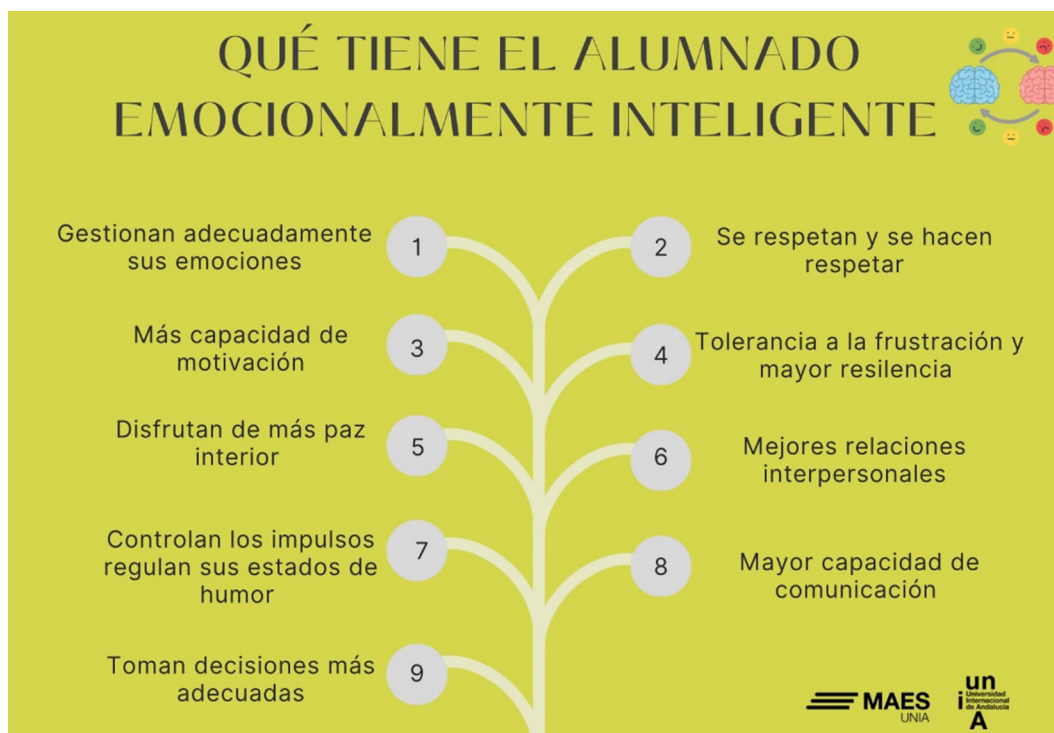 QUÉ TIENE EL ALUMNADO
EMOCIONALMENTE INTELIGENTE
1
Gestionan adecuadamente
sus emociones
2
Se respetan y se hacen
respetar
3
Más capacidad de
motivación
4
Tolerancia a la frustración y
mayor resilencia
5
Disfrutan de más paz
interior
6
Mejores relaciones
interpersonales
7
Controlan los impulsos
regulan sus estados de
humor
8
Mayor capacidad de
comunicación
9
Toman decisiones más
adecuadas
MAES
UNIA
un
i
Universidad
Internacional
de Andalucía
A